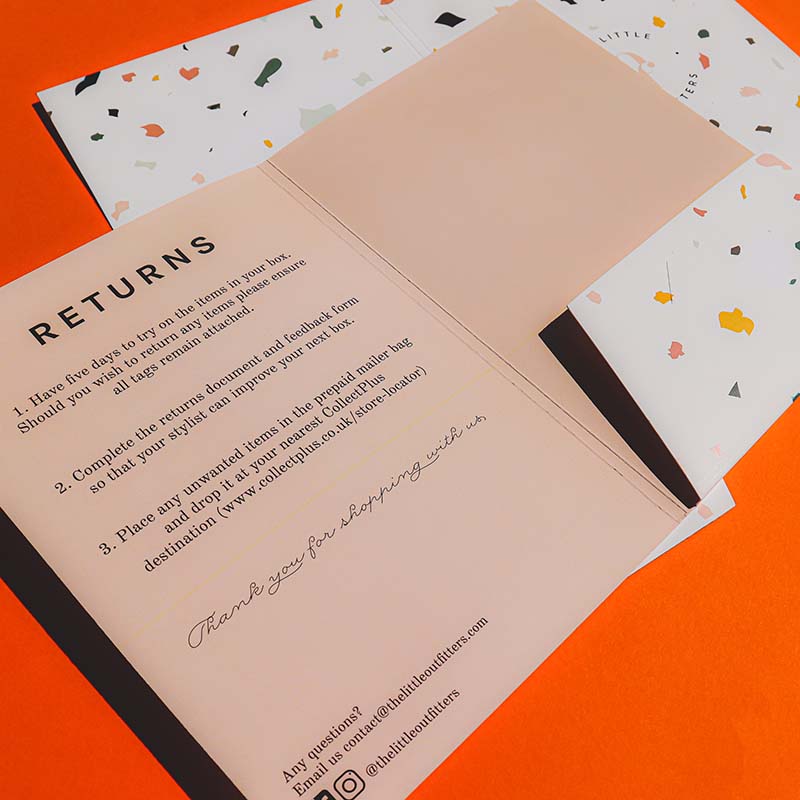 LITTLE
TERS
RETURNS
1. Have five days to try on the items in your box.
Should you wish to return any items please ensure
all tags remain attached.
2. Complete the returns document and feedback form
so that your stylist can improve your next box.
3. Place any unwanted items in the prepaid mailer bag
and drop it at your nearest CollectPlus
destination (www.collectplus.co.uk/store-locator)
Thank you for shopping with us,
Any questions?
Email us contact@thelittleoutfitters.com
@thelittleoutfitters